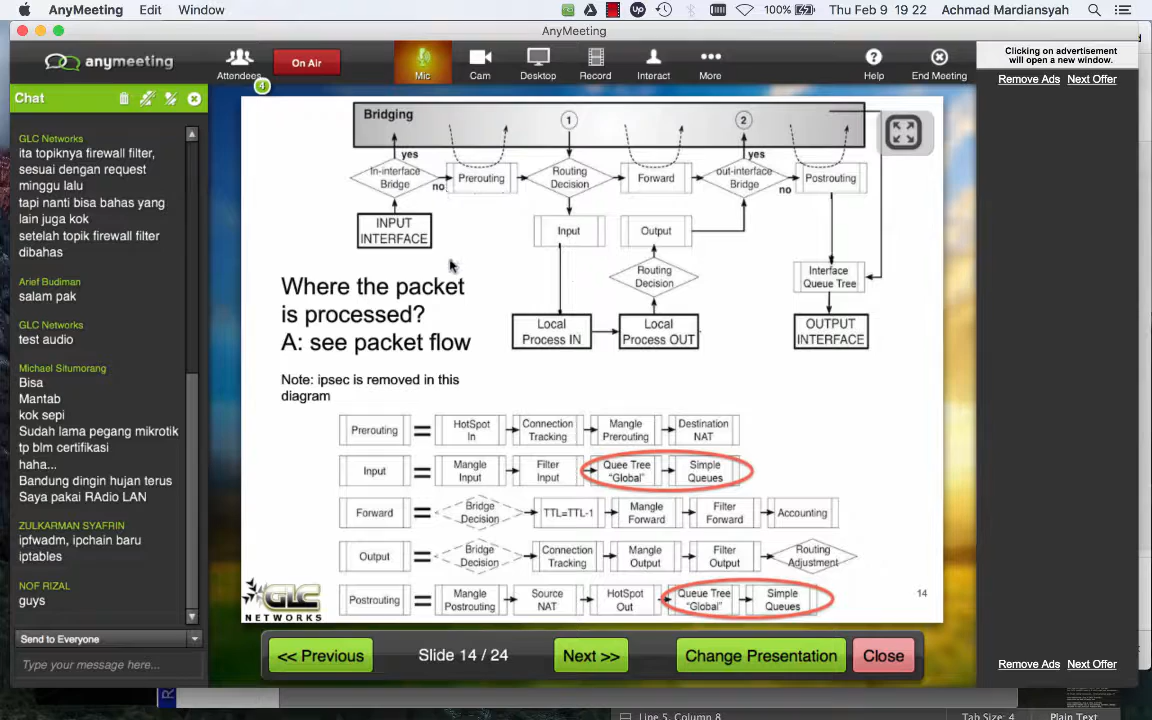 AnyMeeting Edit Window
100% Thu Feb 9 19 22 Achmad Mardiansyah
AnyMeeting
anymeeting
Attendees
4
On Air
Mic
Cam
Desktop
Record
Interact
More
Help
End Meeting
Clicking on advertisement
will open a new window.
Remove Ads Next Offer
Chat
GLC Networks
ita topiknya firewall filter,
sesuai dengan request
minggu lalu
tapi nanti bisa bahas yang
lain juga kok
setelah topik firewall filter
dibahas
Arief Budiman
salam pak
GLC Networks
test audio
Michael Situmorang
Bisa
Mantab
kok sepi
Sudah lama pegang mikrotik
tp blm certifikasi
haha...
Bandung dingin hujan terus
Saya pakai RAdio LAN
ZULKARMAN SYAFRIN
ipfwadm, ipchain baru
iptables
NOF RIZAL
guys
Send to Everyone
Type your message here...
Bridging
1
2
yes
yes
In-interface
Bridge
no
Prerouting
Routing
Decision
Forward
out-interface
Bridge
no
Postrouting
INPUT
INTERFACE
Input
Output
Routing
Decision
Interface
Queue Tree
Local
Process IN
Local
Process OUT
OUTPUT
INTERFACE
Where the packet
is processed?
A: see packet flow
Note: ipsec is removed in this
diagram
Prerouting = HotSpot In Connection Tracking Mangle Prerouting Destination NAT
Input = Mangle Input Filter Input Quee Tree "Global" Simple Queues
Forward = Bridge Decision TTL=TTL-1 Mangle Forward Filter Forward Accounting
Output = Bridge Decision Connection Tracking Mangle Output Filter Output Routing Adjustment
Postrouting = Mangle Postrouting Source NAT HotSpot Out Queue Tree "Global" Simple Queues
GLC
NETWORKS
14
<< Previous
Slide 14 / 24
Next >>
Change Presentation
Close
Remove Ads Next Offer
Line 5, Column 8
Tab Size: 4
Plain Text